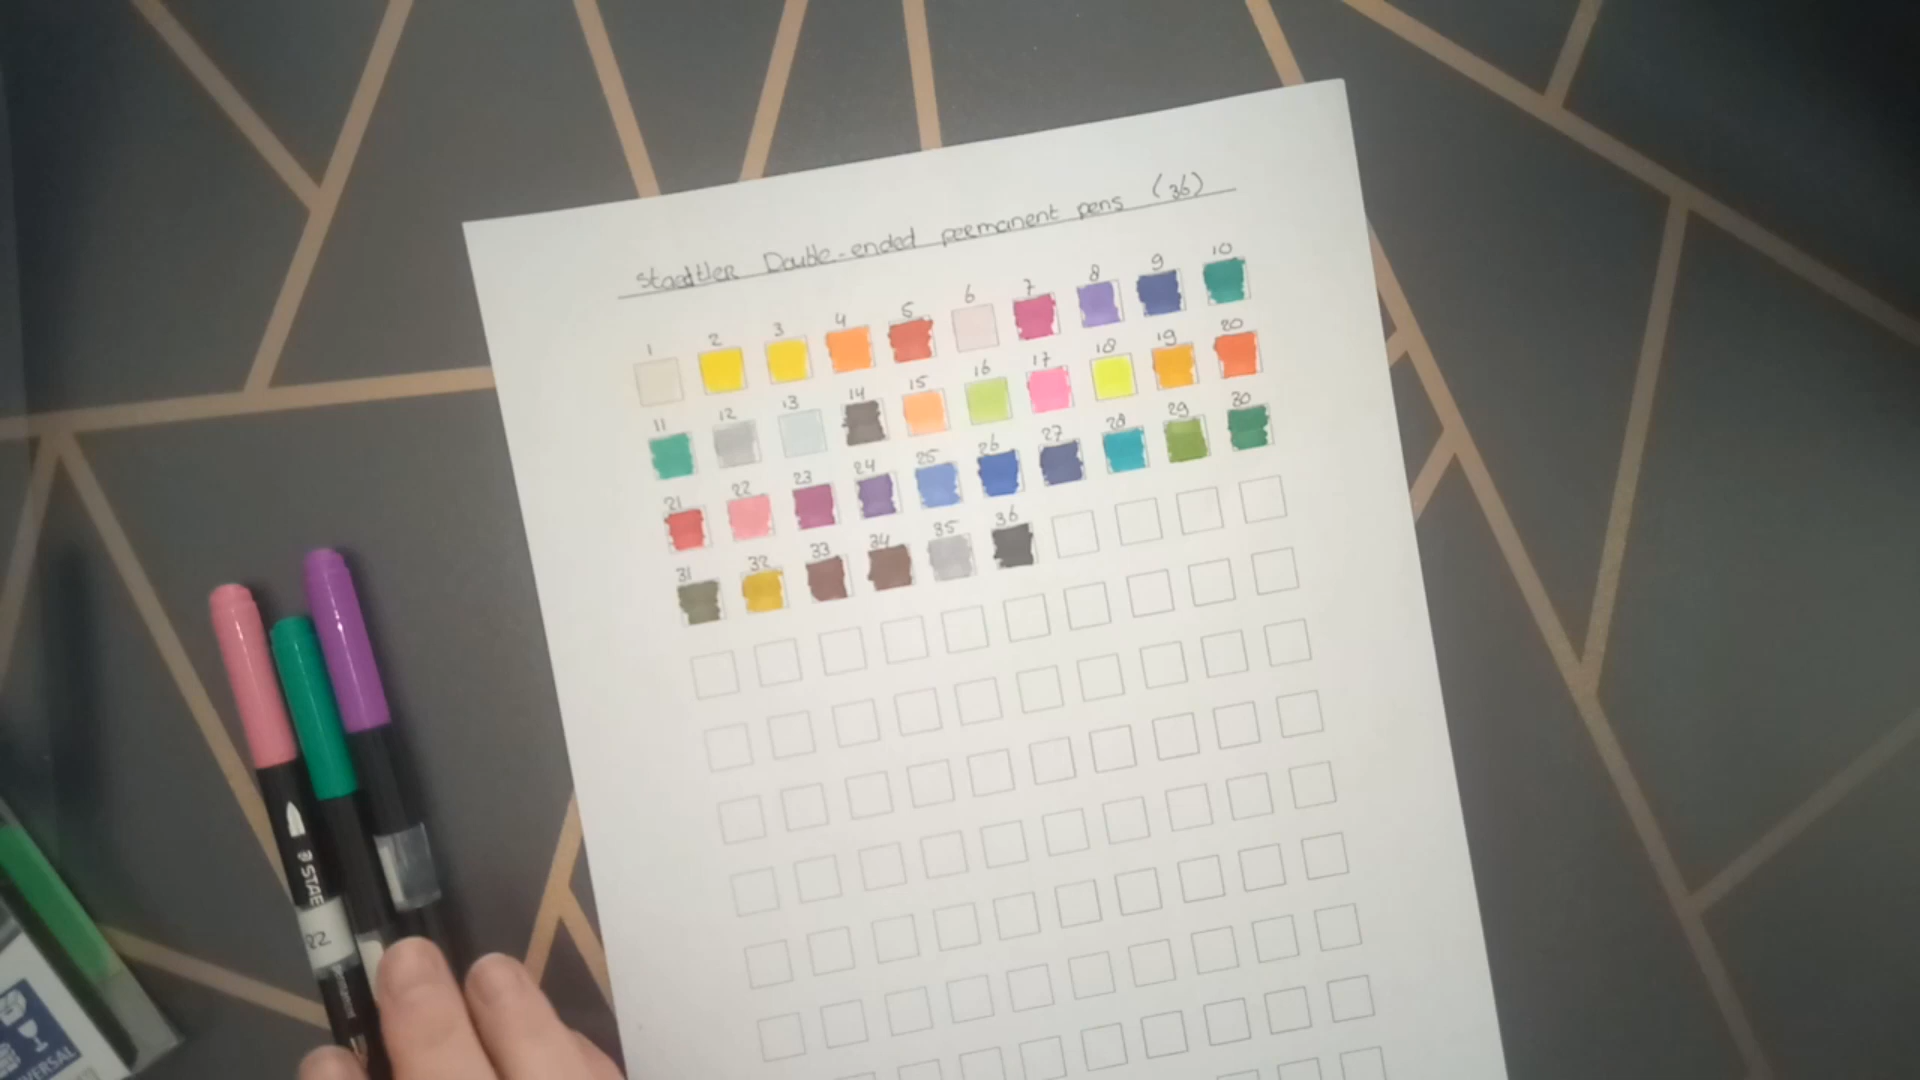 Staedtler Double-ended permanent pens (36)
1 2 3 4 5 6 7 8 9 10
11 12 13 14 15 16 17 18 19 20
21 22 23 24 25 26 27 28 29 30
31 32 33 34 35 36
STAE
22
VERSAL